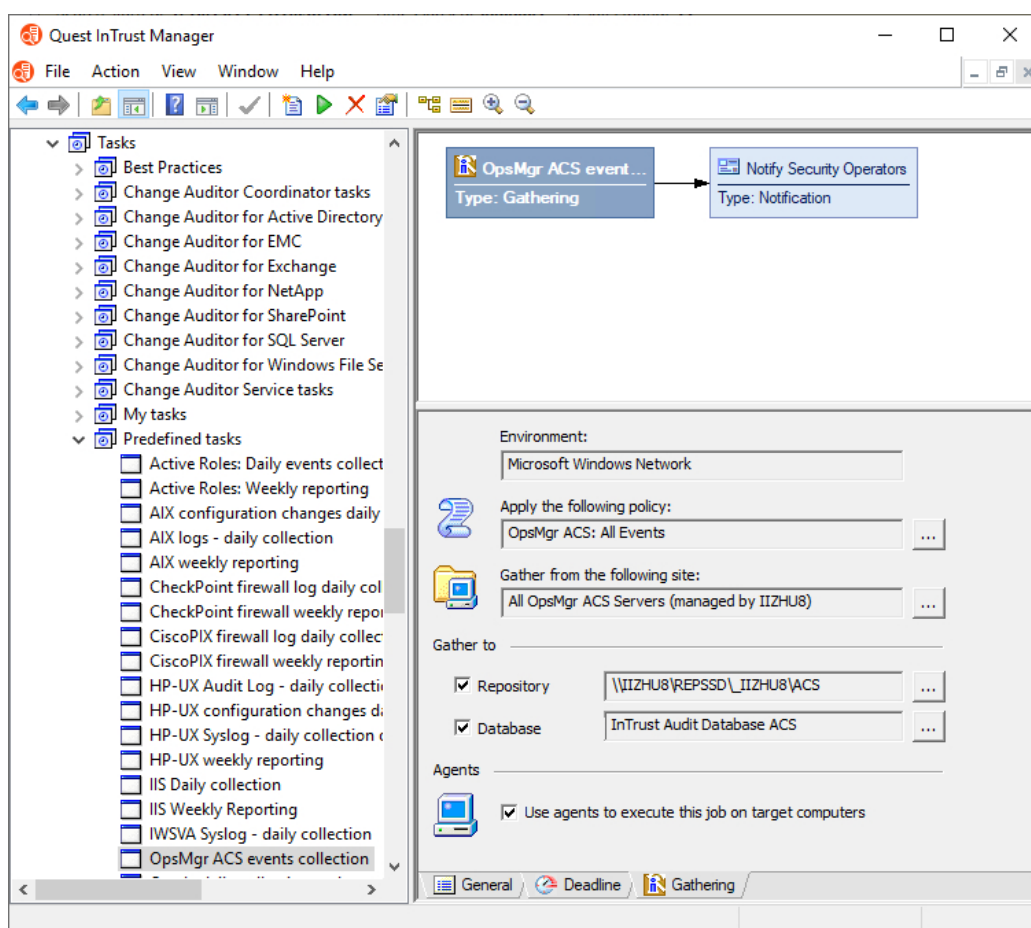 Quest InTrust Manager
File Action View Window Help
Tasks
Best Practices
Change Auditor Coordinator tasks
Change Auditor for Active Directory
Change Auditor for EMC
Change Auditor for Exchange
Change Auditor for NetApp
Change Auditor for SharePoint
Change Auditor for SQL Server
Change Auditor for Windows File Se
Change Auditor Service tasks
My tasks
Predefined tasks
Active Roles: Daily events collect
Active Roles: Weekly reporting
AIX configuration changes daily
AIX logs - daily collection
AIX weekly reporting
CheckPoint firewall log daily col
CheckPoint firewall weekly repor
CiscoPIX firewall log daily collec
CiscoPIX firewall weekly reportin
HP-UX Audit Log - daily collecti
HP-UX configuration changes da
HP-UX Syslog - daily collection
HP-UX weekly reporting
IIS Daily collection
IIS Weekly Reporting
IWSVA Syslog - daily collection
OpsMgr ACS events collection
OpsMgr ACS event...
Type: Gathering
Notify Security Operators
Type: Notification
Environment:
Microsoft Windows Network
Apply the following policy:
OpsMgr ACS: All Events
...
Gather from the following site:
All OpsMgr ACS Servers (managed by IIZHU8)
...
Gather to
Repository
\\IIZHU8\REPSSD\_IIZHU8\ACS
...
Database
InTrust Audit Database ACS
...
Agents
Use agents to execute this job on target computers
General Deadline Gathering